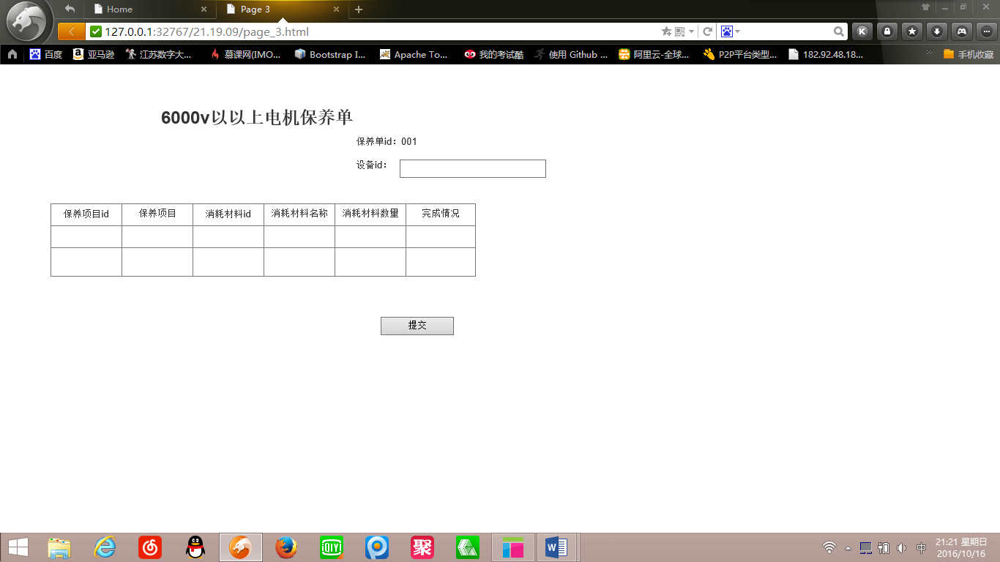 Home
Page 3
127.0.0.1:32767/21.19.09/page_3.html
百度
亚马逊
江苏数字大...
慕课网(IMO...
Bootstrap I...
Apache To...
我的考试酷
使用 Github ...
阿里云-全球...
P2P平台类型...
182.92.48.18...
手机收藏
6000v以以上电机保养单
保养单id：001
设备id：
保养项目id 保养项目 消耗材料id 消耗材料名称 消耗材料数量 完成情况
提交
QIYI
聚
W
中
21:21 星期日
2016/10/16